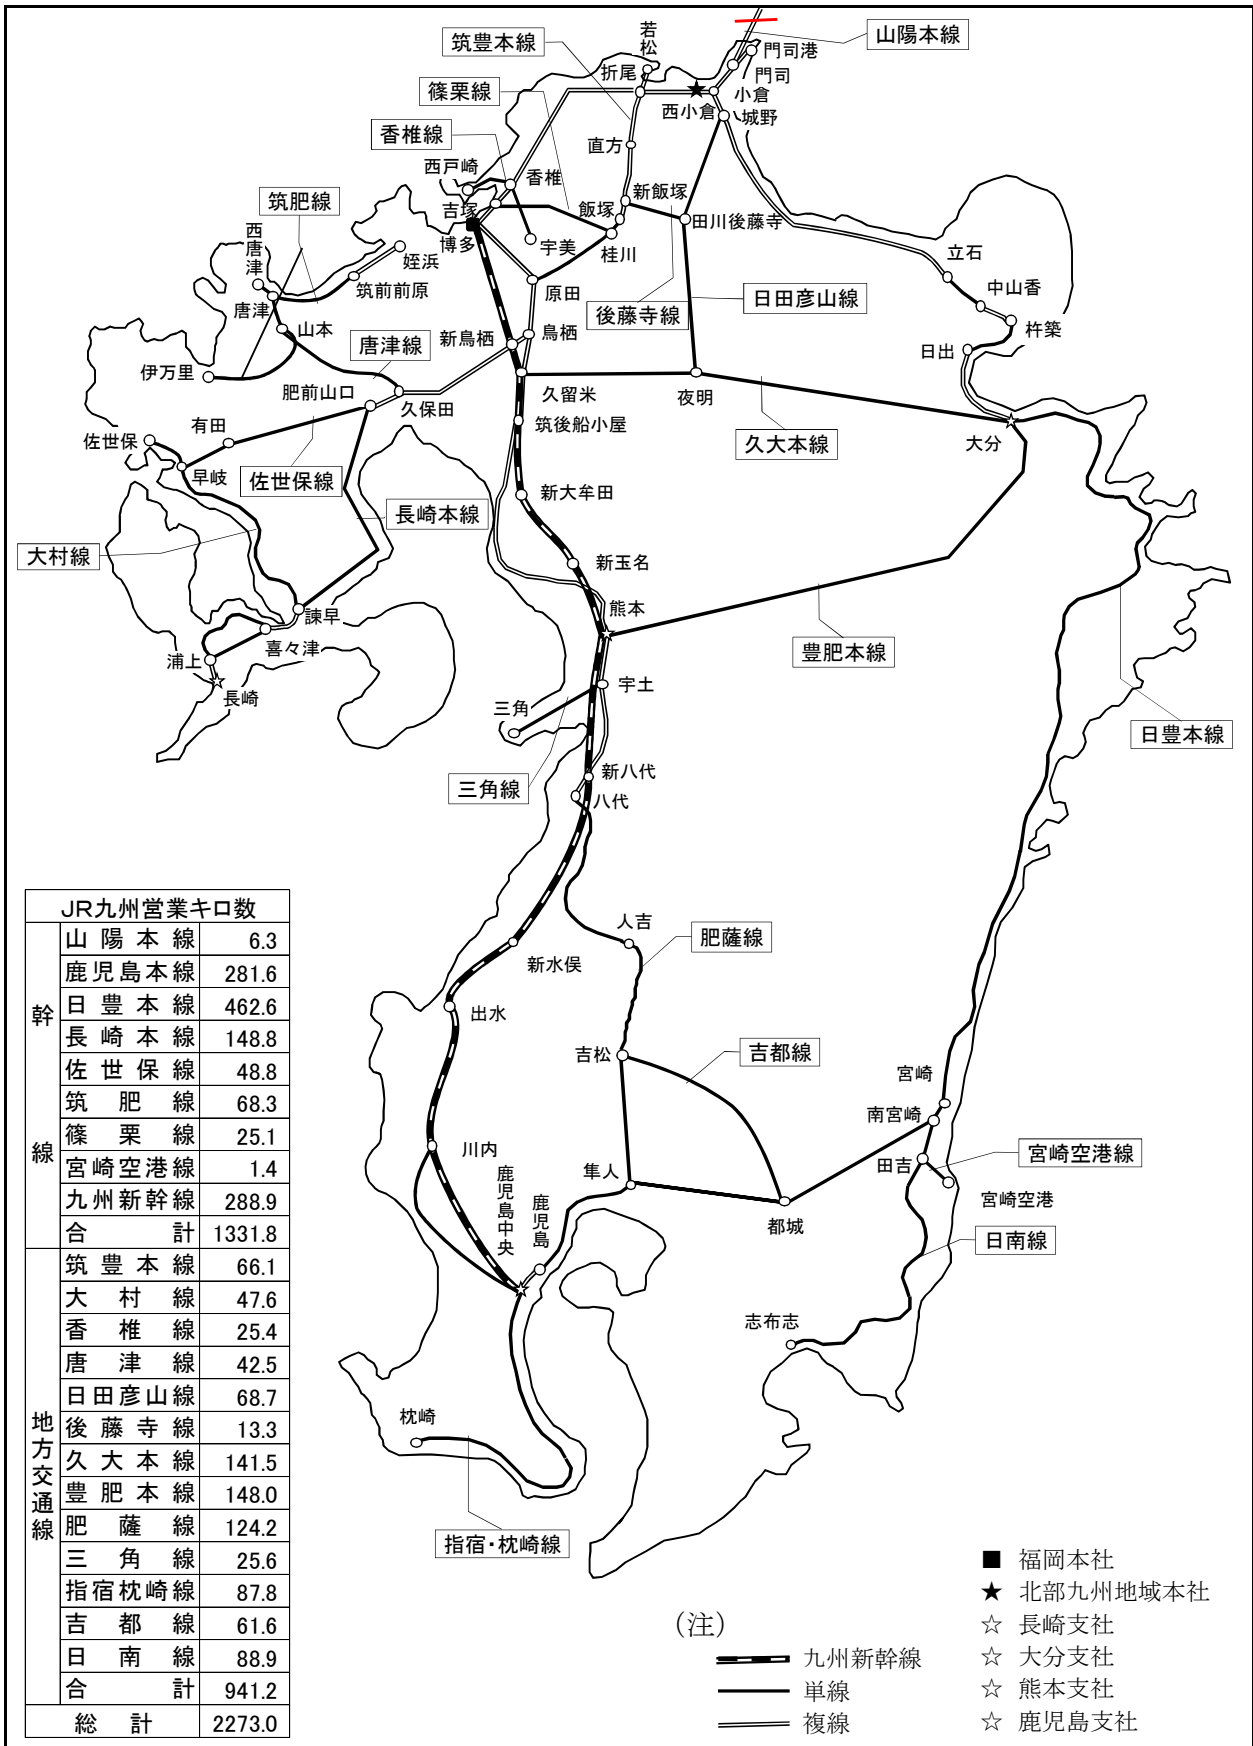 若松
筑豊本線
山陽本線
門司港
折尾
門司
篠栗線
小倉
西小倉
城野
香椎線
直方
西戸崎
香椎
新飯塚
筑肥線
吉塚
飯塚
田川後藤寺
西唐津
博多
宇美
桂川
姪浜
立石
筑前前原
原田
日田彦山線
中山香
唐津
後藤寺線
杵築
山本
新鳥栖
鳥栖
唐津線
日出
伊万里
肥前山口
久保田
久留米
夜明
有田
筑後船小屋
久大本線
大分
佐世保
早岐
佐世保線
新大牟田
長崎本線
大村線
新玉名
熊本
諫早
喜々津
豊肥本線
浦上
宇土
長崎
三角
日豊本線
新八代
三角線
八代
人吉
肥薩線
新水俣
出水
吉松
吉都線
宮崎
南宮崎
川内
田吉
宮崎空港線
隼人
鹿児島中央
鹿児島
宮崎空港
都城
日南線
志布志
枕崎
指宿・枕崎線
JR九州営業キロ数
幹線
山陽本線 6.3
鹿児島本線 281.6
日豊本線 462.6
長崎本線 148.8
佐世保線 48.8
筑肥線 68.3
篠栗線 25.1
宮崎空港線 1.4
九州新幹線 288.9
合計 1331.8
地方交通線
筑豊本線 66.1
大村線 47.6
香椎線 25.4
唐津線 42.5
日田彦山線 68.7
後藤寺線 13.3
久大本線 141.5
豊肥本線 148.0
肥薩線 124.2
三角線 25.6
指宿枕崎線 87.8
吉都線 61.6
日南線 88.9
合計 941.2
総計 2273.0
（注）
九州新幹線
単線
複線
■ 福岡本社
★ 北部九州地域本社
☆ 長崎支社
☆ 大分支社
☆ 熊本支社
☆ 鹿児島支社